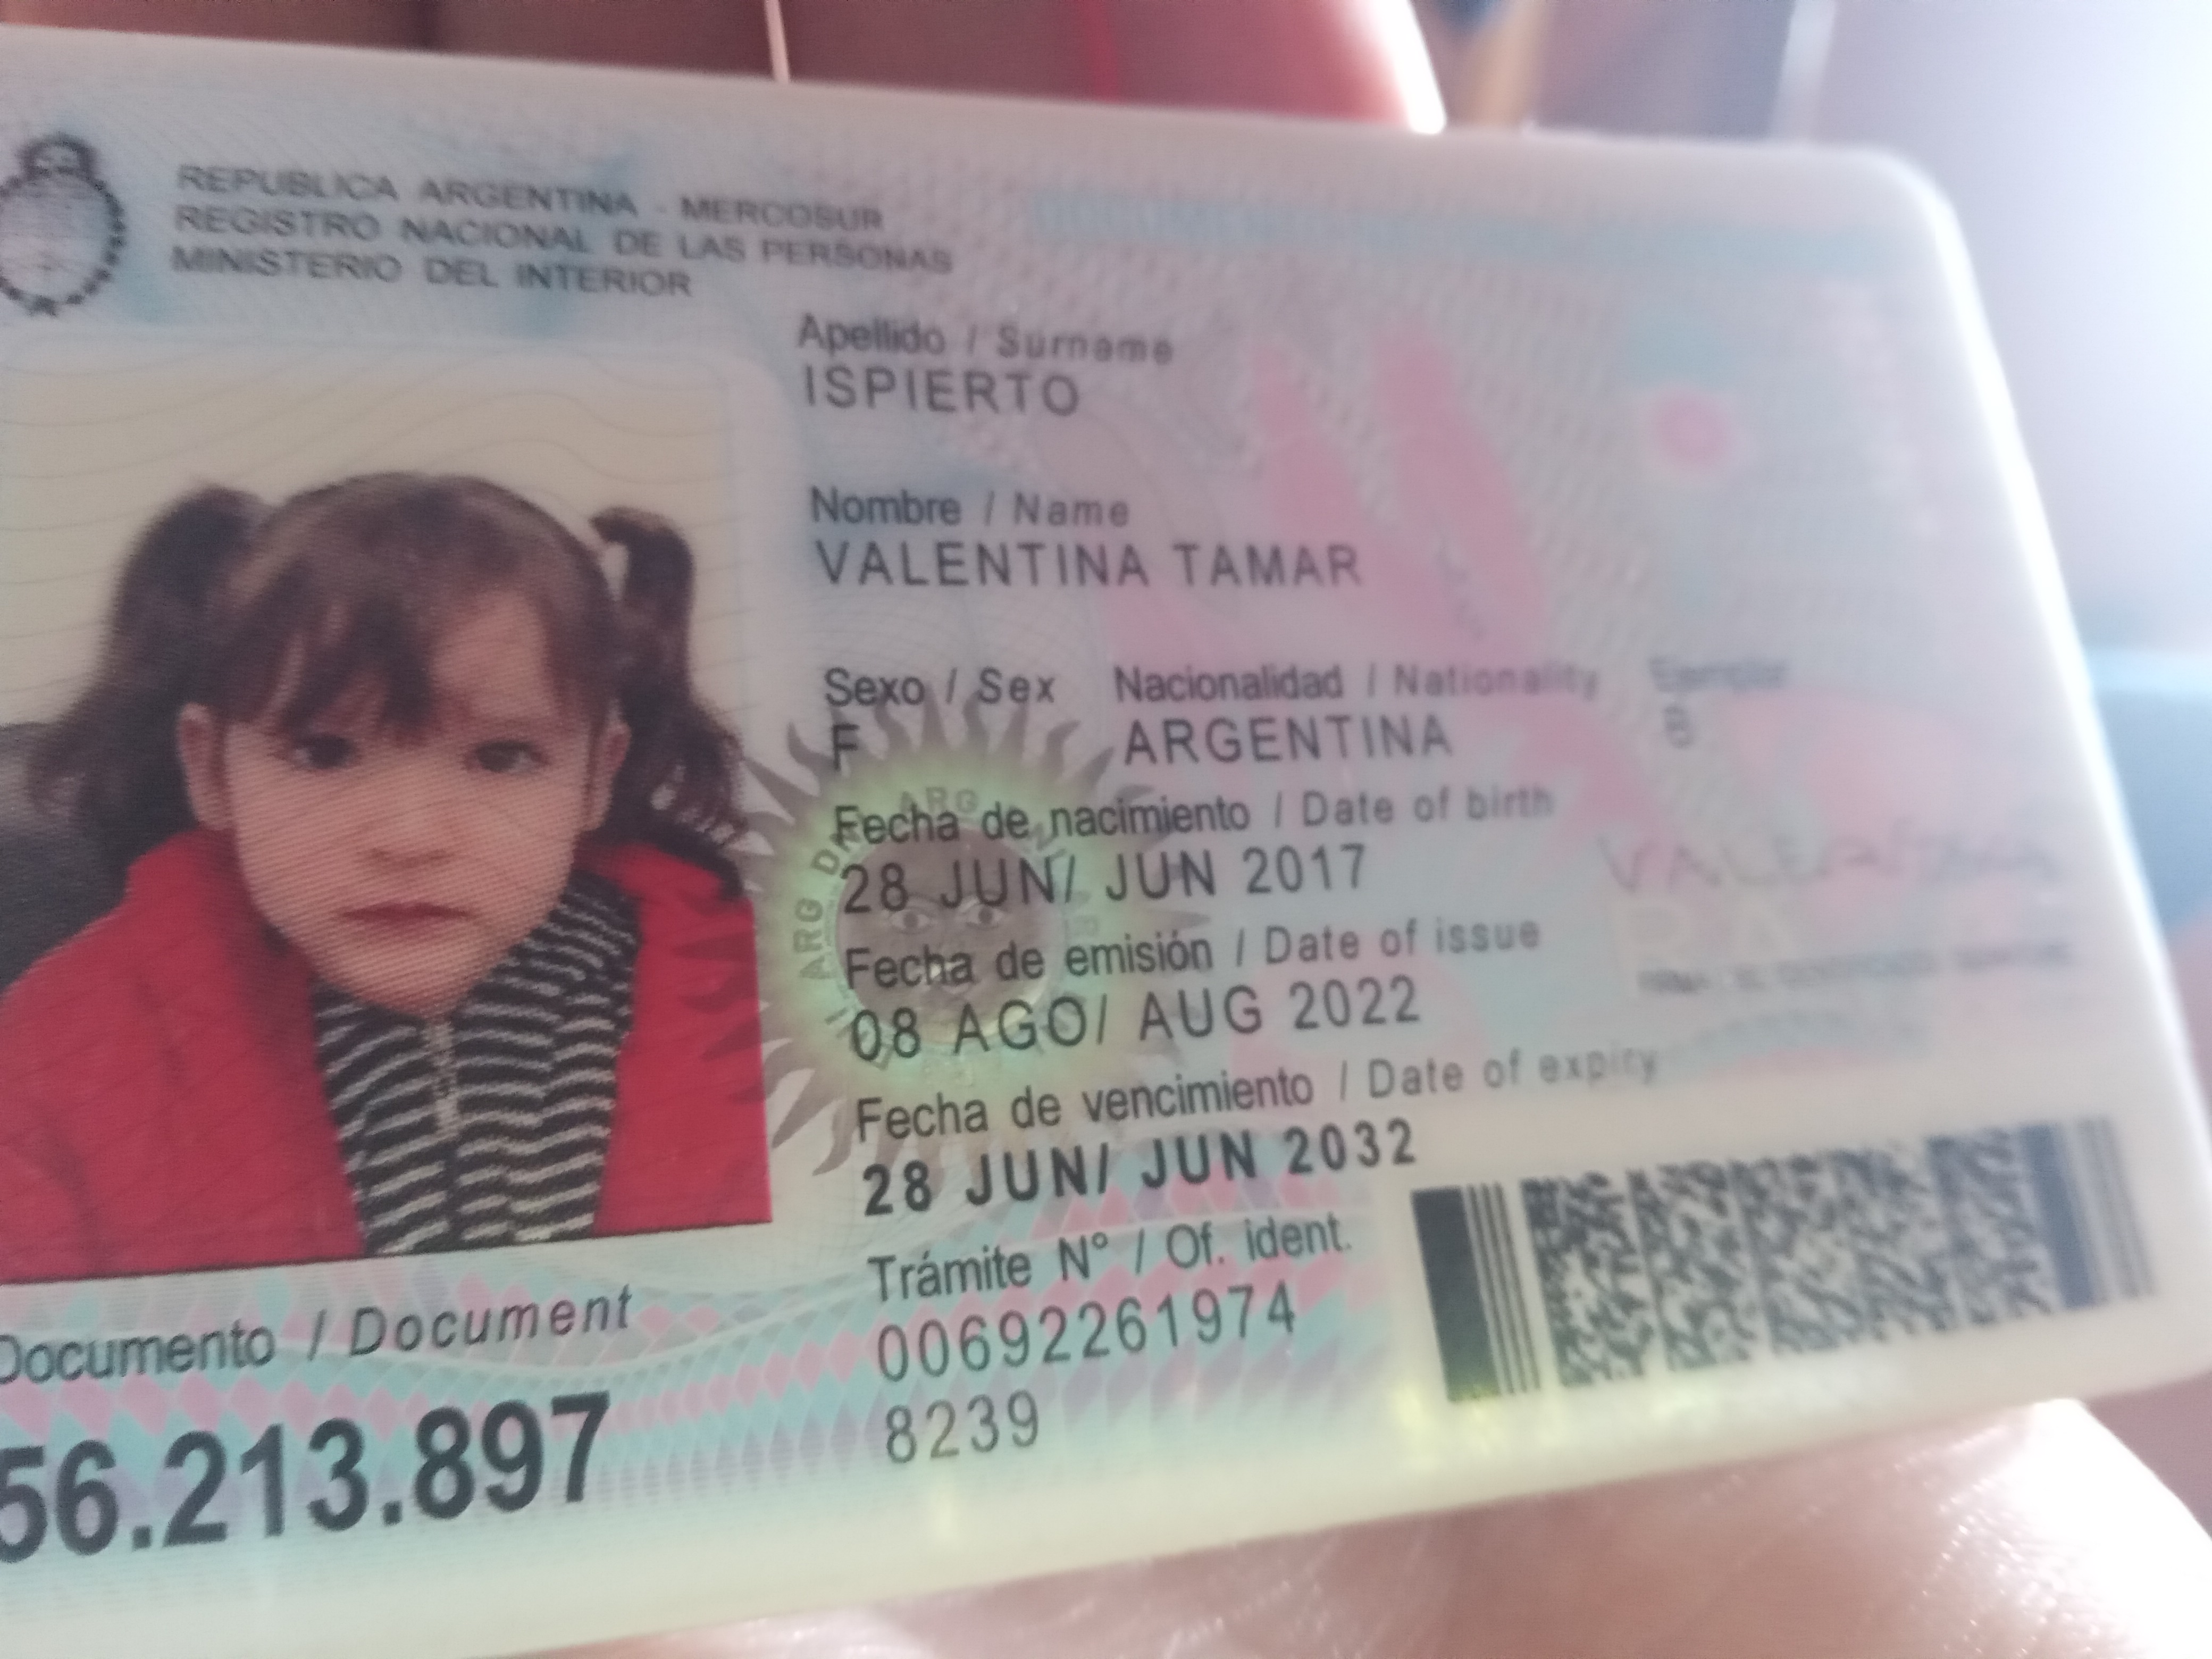 REPUBLICA ARGENTINA - MERCOSUR
REGISTRO NACIONAL DE LAS PERSONAS
MINISTERIO DEL INTERIOR
Apellido / Surname
ISPIERTO
Nombre / Name
VALENTINA TAMAR
Sexo / Sex Nacionalidad / Nationality Ejemplar
F ARGENTINA B
Fecha de nacimiento / Date of birth
28 JUN/ JUN 2017
Fecha de emisión / Date of issue
08 AGO/ AUG 2022
Fecha de vencimiento / Date of expiry
28 JUN/ JUN 2032
Trámite N° / Of. ident.
00692261974
8239
Documento / Document
56.213.897
VALENTINA